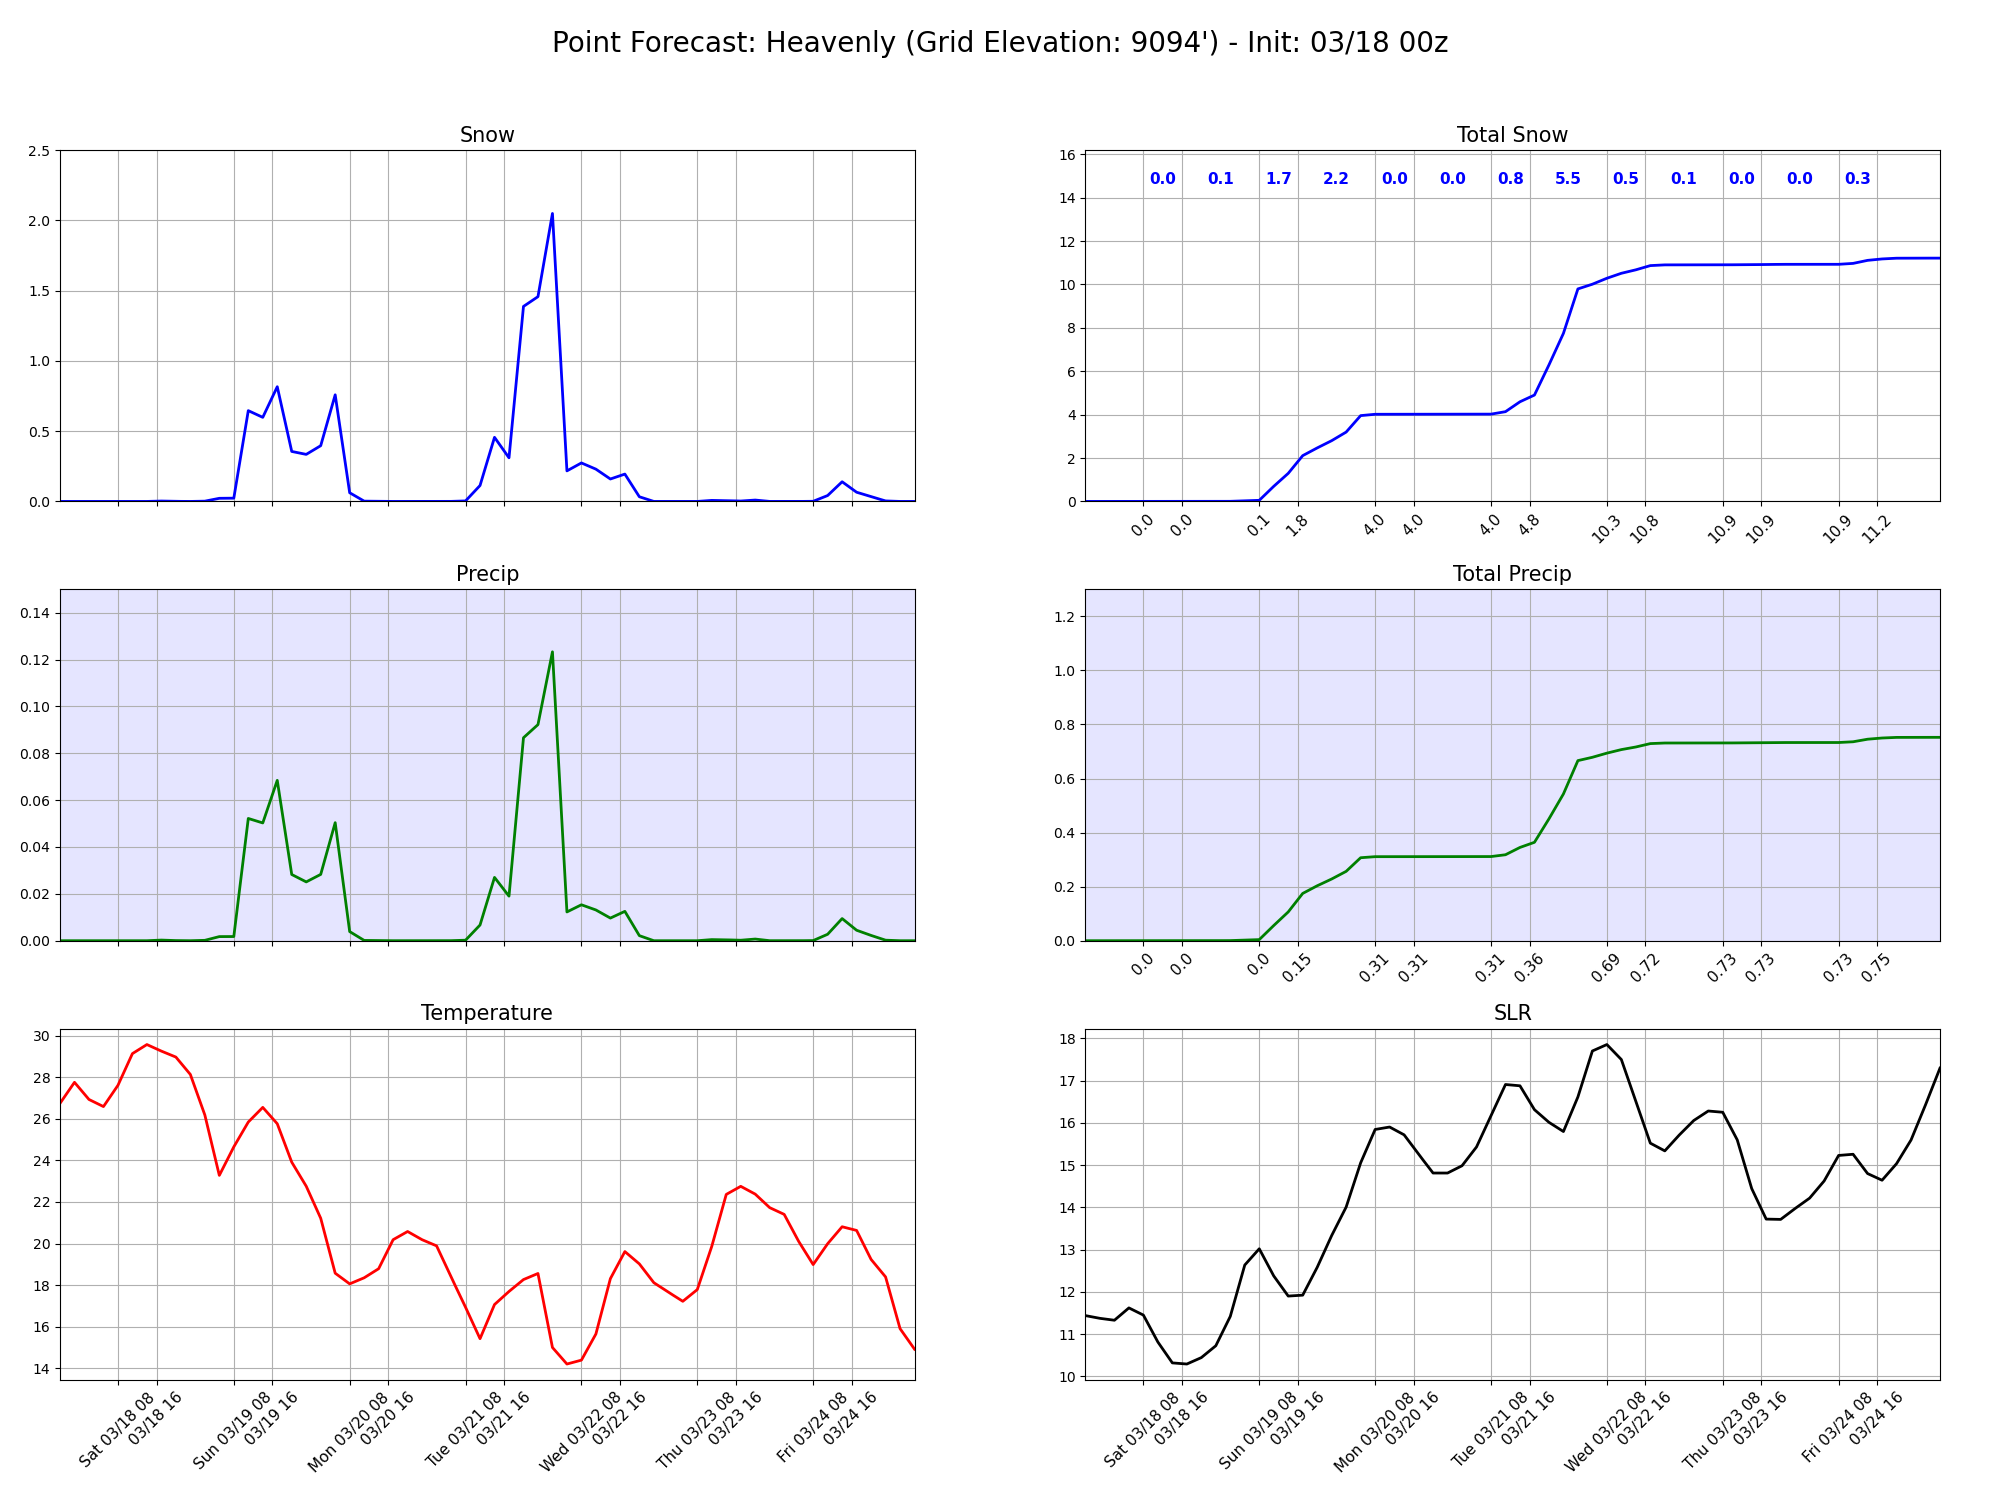 Point Forecast: Heavenly (Grid Elevation: 9094') - Init: 03/18 00z
Snow
2.5
2.0
1.5
1.0
0.5
0.0
Total Snow
16
14
12
10
8
6
4
2
0
0.0 0.1 1.7 2.2 0.0 0.0 0.8 5.5 0.5 0.1 0.0 0.0 0.3
0.0 0.0 0.1 1.8 4.0 4.0 4.0 4.8 10.3 10.8 10.9 10.9 10.9 11.2
Precip
0.14
0.12
0.10
0.08
0.06
0.04
0.02
0.00
Total Precip
1.2
1.0
0.8
0.6
0.4
0.2
0.0
0.0 0.0 0.0 0.15 0.31 0.31 0.31 0.36 0.69 0.72 0.73 0.73 0.73 0.75
Temperature
30
28
26
24
22
20
18
16
14
Sat 03/18 08
03/18 16
Sun 03/19 08
03/19 16
Mon 03/20 08
03/20 16
Tue 03/21 08
03/21 16
Wed 03/22 08
03/22 16
Thu 03/23 08
03/23 16
Fri 03/24 08
03/24 16
SLR
18
17
16
15
14
13
12
11
10
Sat 03/18 08
03/18 16
Sun 03/19 08
03/19 16
Mon 03/20 08
03/20 16
Tue 03/21 08
03/21 16
Wed 03/22 08
03/22 16
Thu 03/23 08
03/23 16
Fri 03/24 08
03/24 16